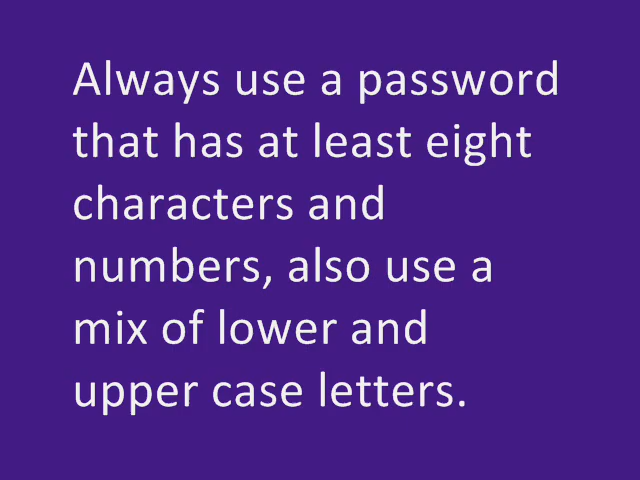 Always use a password
that has at least eight
characters and
numbers, also use a
mix of lower and
upper case letters.